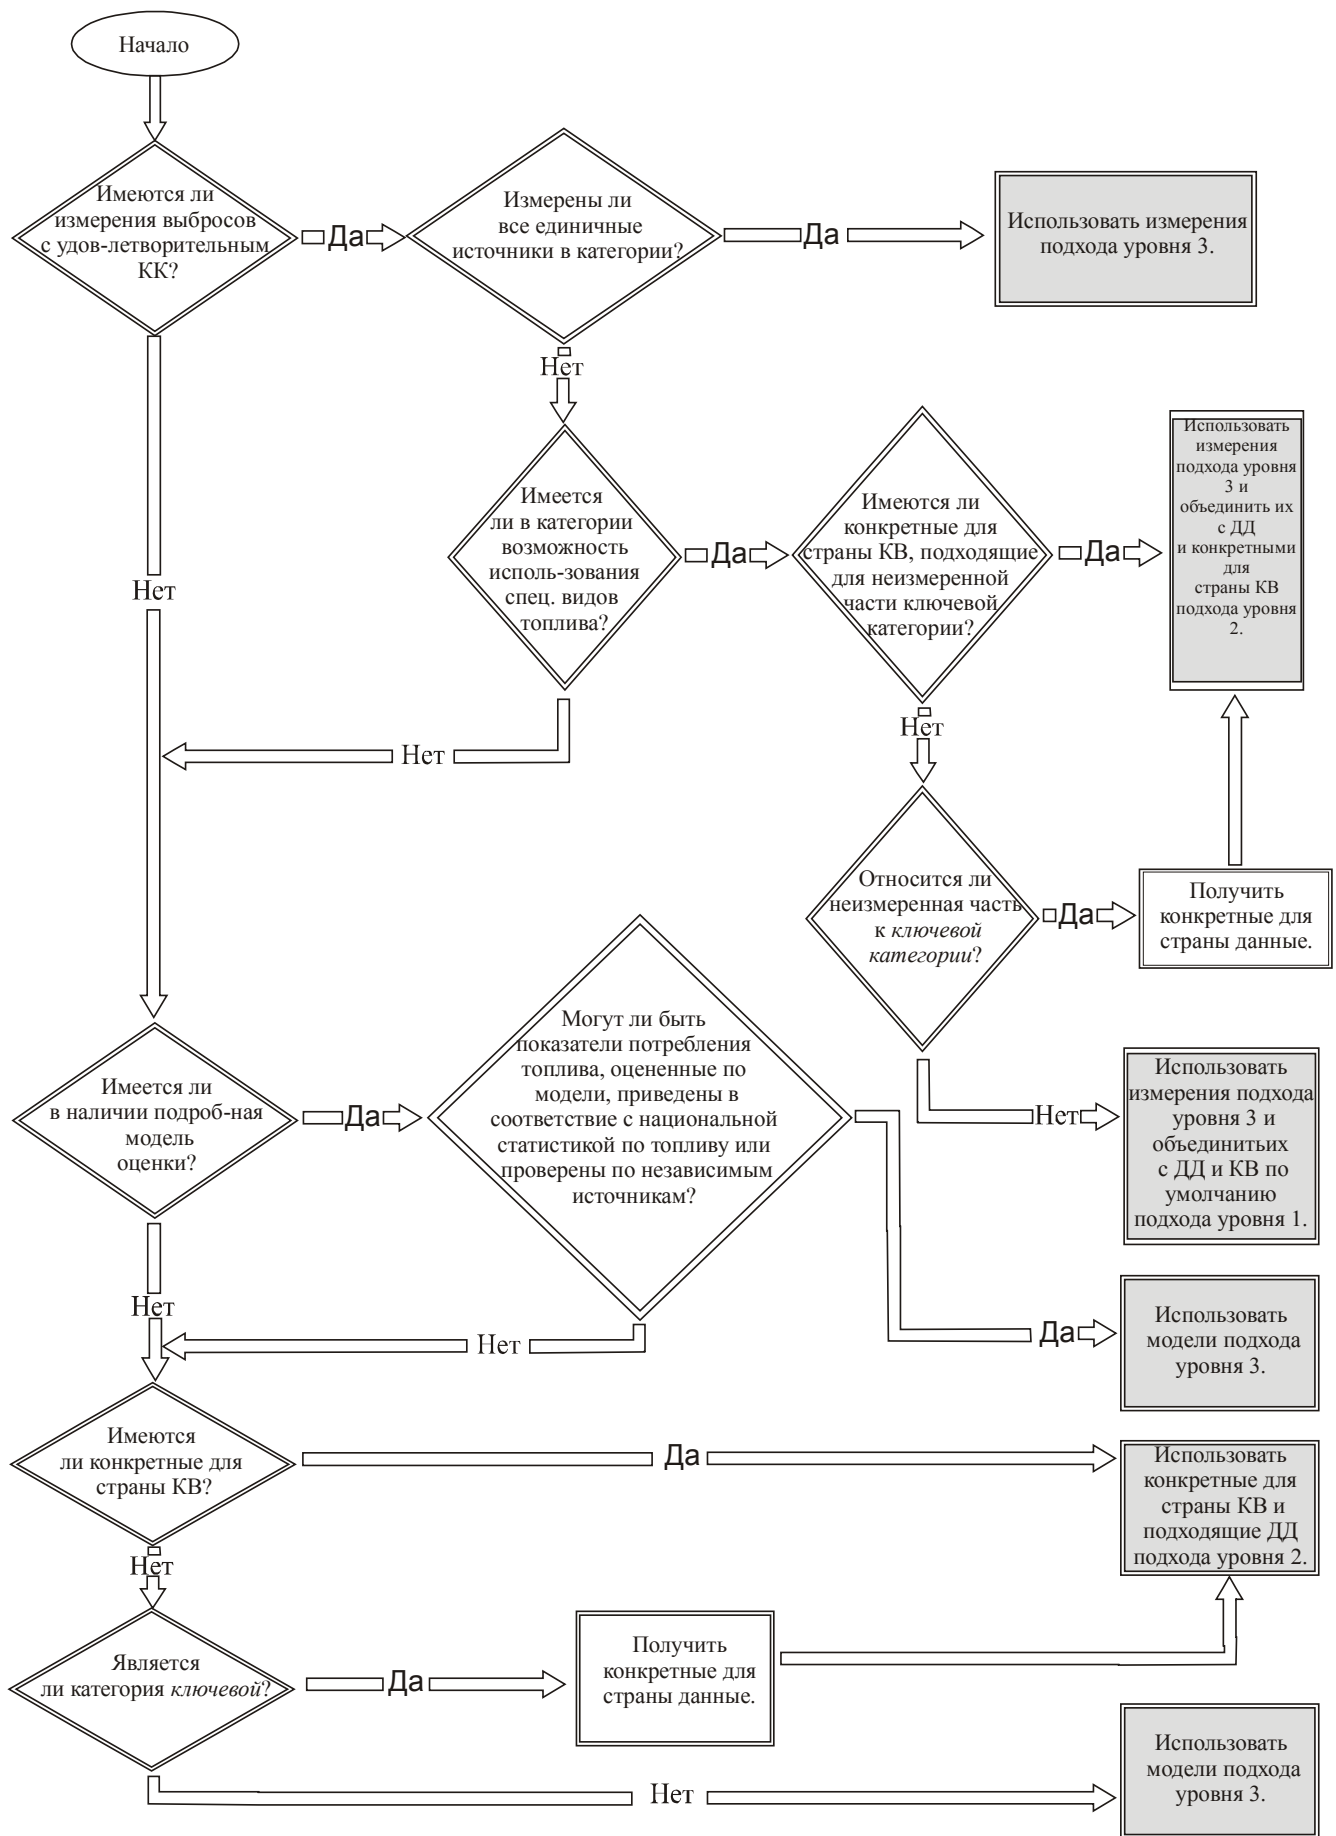 Начало
Имеются ли
измерения выбросов
с удов-летворительным
КК?
Да
Измерены ли
все единичные
источники в категории?
Да
Использовать измерения
подхода уровня 3.
Нет
Нет
Имеется
ли в категории
возможность
исполь-зования
спец. видов
топлива?
Да
Имеются ли
конкретные для
страны КВ, подходящие
для неизмеренной
части ключевой
категории?
Да
Использовать
измерения
подхода уровня
3 и
объединить их
с ДД
и конкретными
для
страны КВ
подхода уровня
2.
Нет
Нет
Относится ли
неизмеренная часть
к ключевой
категории?
Да
Получить
конкретные для
страны данные.
Нет
Использовать
измерения подхода
уровня 3 и
объединитьих
с ДД и КВ по
умолчанию
подхода уровня 1.
Имеется ли
в наличии подроб-ная
модель
оценки?
Да
Могут ли быть
показатели потребления
топлива, оцененные по
модели, приведены в
соответствие с национальной
статистикой по топливу или
проверены по независимым
источникам?
Да
Использовать
модели подхода
уровня 3.
Нет
Нет
Имеются
ли конкретные для
страны КВ?
Да
Использовать
конкретные для
страны КВ и
подходящие ДД
подхода уровня 2.
Нет
Является
ли категория ключевой?
Да
Получить
конкретные для
страны данные.
Нет
Использовать
модели подхода
уровня 3.